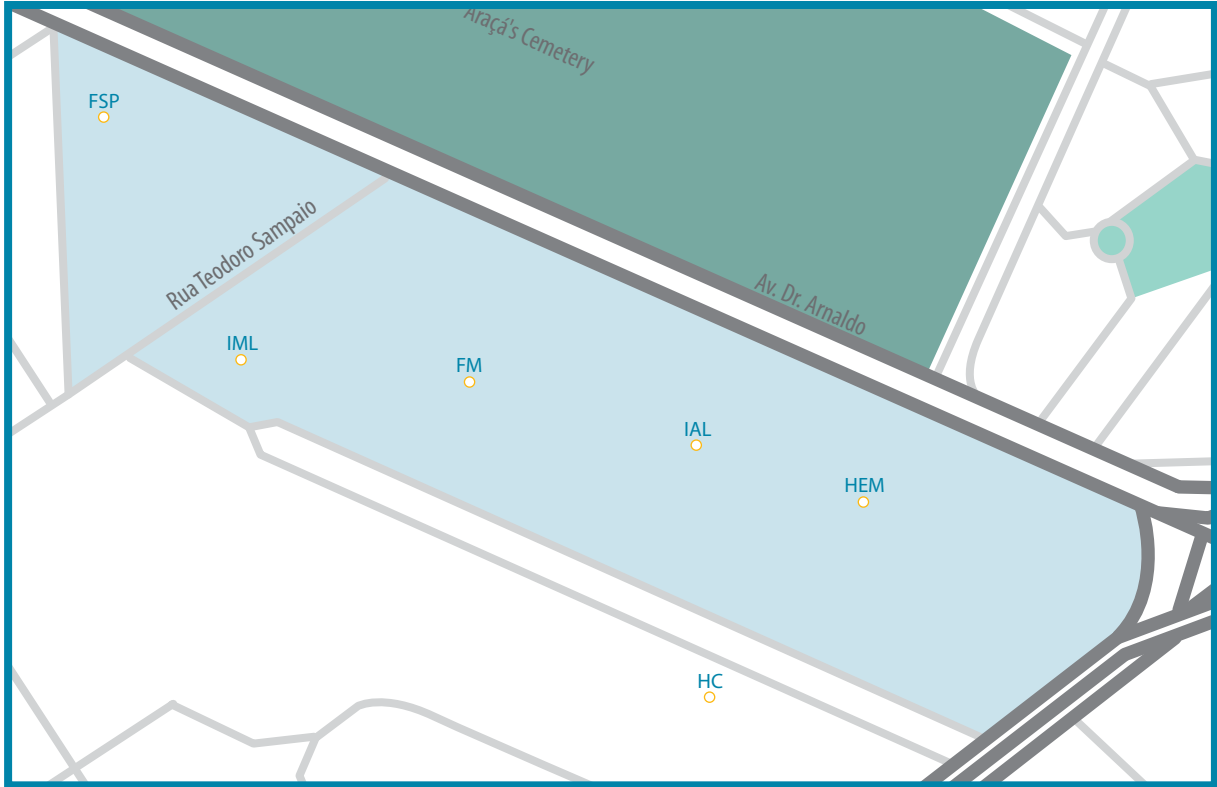 Araçá's Cemetery
FSP
Rua Teodoro Sampaio
Av. Dr. Arnaldo
IML
FM
IAL
HEM
HC